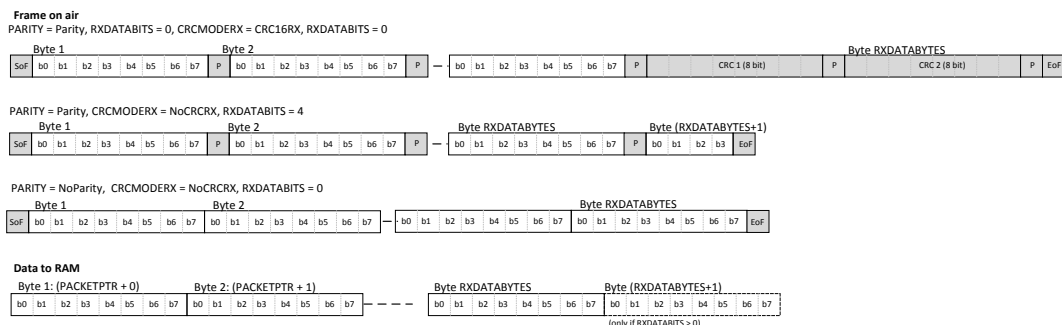 Frame on air
PARITY = Parity, RXDATABITS = 0, CRCMODERX = CRC16RX, RXDATABITS = 0
Byte 1 Byte 2 Byte RXDATABYTES
SoF b0 b1 b2 b3 b4 b5 b6 b7 P b0 b1 b2 b3 b4 b5 b6 b7 P b0 b1 b2 b3 b4 b5 b6 b7 P CRC 1 (8 bit) P CRC 2 (8 bit) P EoF
PARITY = Parity, CRCMODERX = NoCRCRX, RXDATABITS = 4
Byte 1 Byte 2 Byte RXDATABYTES Byte (RXDATABYTES+1)
SoF b0 b1 b2 b3 b4 b5 b6 b7 P b0 b1 b2 b3 b4 b5 b6 b7 P b0 b1 b2 b3 b4 b5 b6 b7 P b0 b1 b2 b3 EoF
PARITY = NoParity, CRCMODERX = NoCRCRX, RXDATABITS = 0
Byte 1 Byte 2 Byte RXDATABYTES
SoF b0 b1 b2 b3 b4 b5 b6 b7 b0 b1 b2 b3 b4 b5 b6 b7 b0 b1 b2 b3 b4 b5 b6 b7 b0 b1 b2 b3 b4 b5 b6 b7 EoF
Data to RAM
Byte 1: (PACKETPTR + 0) Byte 2: (PACKETPTR + 1) Byte RXDATABYTES Byte (RXDATABYTES+1)
b0 b1 b2 b3 b4 b5 b6 b7 b0 b1 b2 b3 b4 b5 b6 b7 b0 b1 b2 b3 b4 b5 b6 b7 b0 b1 b2 b3 b4 b5 b6 b7
(only if RXDATABITS > 0)